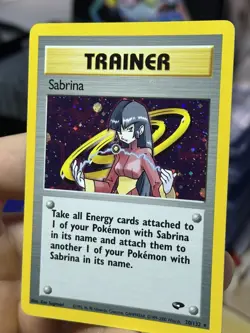 TRAINER
Sabrina
Take all Energy cards attached to
1 of your Pokémon with Sabrina
in its name and attach them to
another 1 of your Pokémon with
Sabrina in its name.